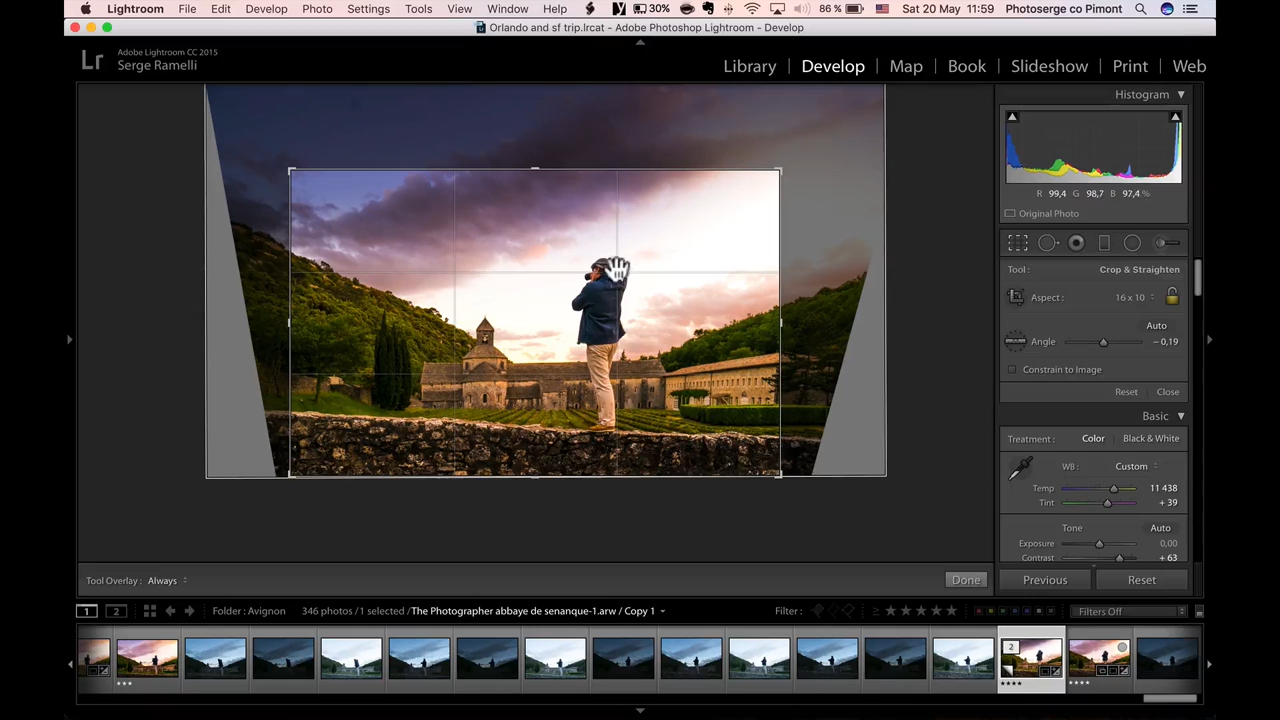 Lightroom File Edit Develop Photo Settings Tools View Window Help 30% 86 % Sat 20 May 11:59 Photoserge co Pimont
Orlando and sf trip.lrcat - Adobe Photoshop Lightroom - Develop
Lr Adobe Lightroom CC 2015
Serge Ramelli
Library | Develop | Map | Book | Slideshow | Print | Web
Histogram
R 99,4 G 98,7 B 97,4 %
Original Photo
Tool: Crop & Straighten
Aspect: 16 x 10
Auto
Angle - 0,19
Constrain to Image
Reset Close
Basic
Treatment: Color Black & White
WB: Custom
Temp 11 438
Tint + 39
Tone Auto
Exposure 0,00
Contrast + 63
Tool Overlay: Always Done Previous Reset
1 2 Folder : Avignon 346 photos / 1 selected / The Photographer abbaye de senanque-1.arw / Copy 1 Filter : Filters Off
2